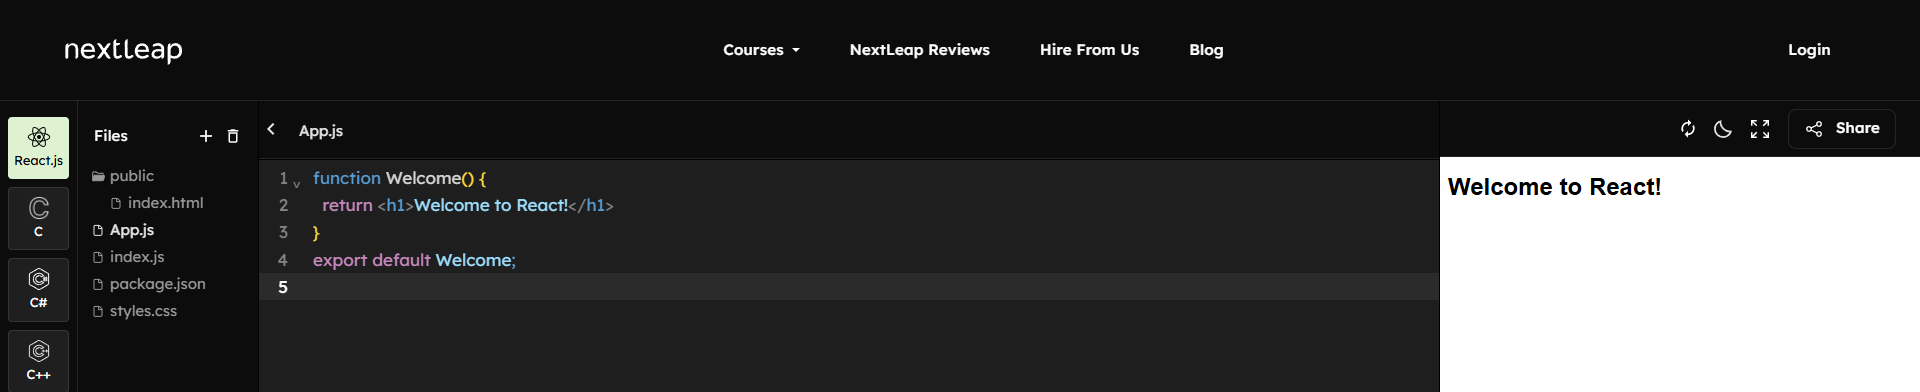 nextleap
Courses
NextLeap Reviews
Hire From Us
Blog
Login
React.js
C
C#
C++
Files
public
index.html
App.js
index.js
package.json
styles.css
App.js
1 function Welcome() {
2 return <h1>Welcome to React!</h1>
3 }
4 export default Welcome;
5
Share
Welcome to React!